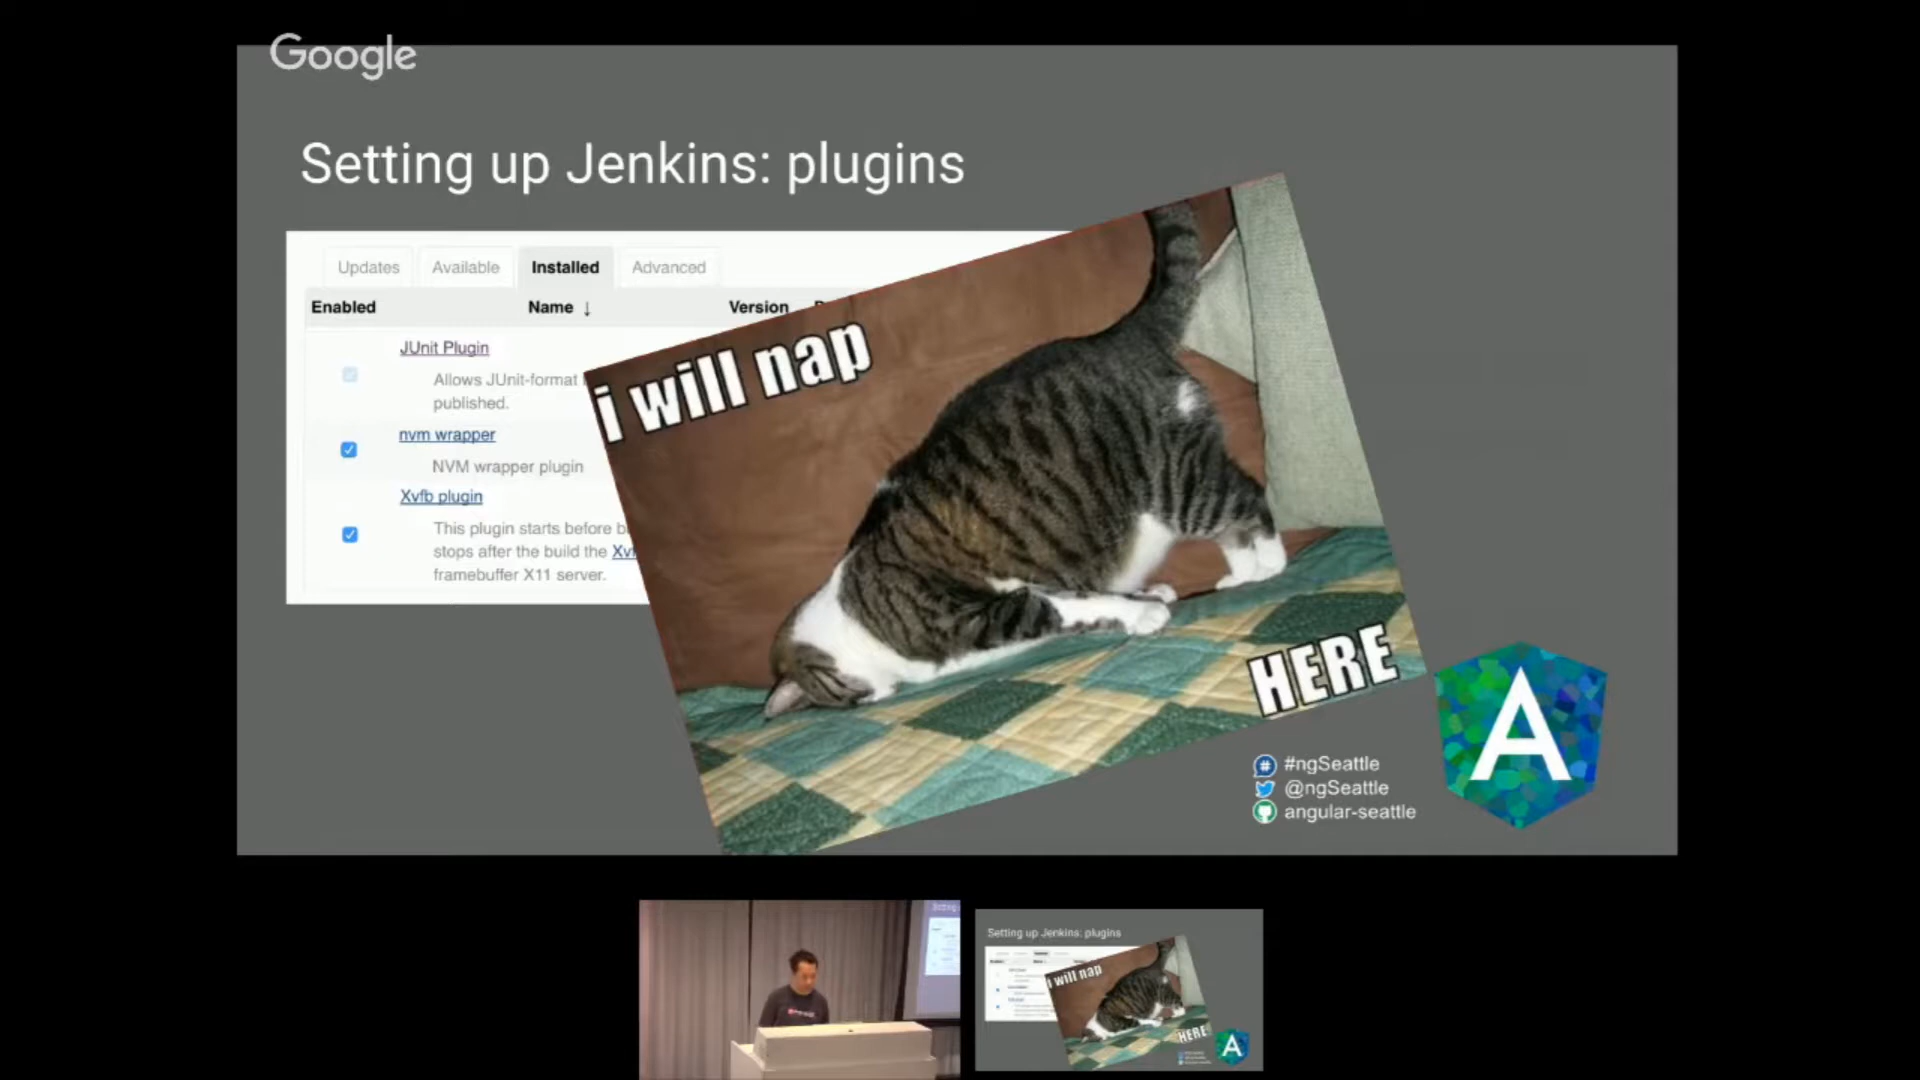 Google
Setting up Jenkins: plugins
Updates Available Installed Advanced
Enabled Name ↓ Version
JUnit Plugin
Allows JUnit-format
published.
nvm wrapper
NVM wrapper plugin
Xvfb plugin
This plugin starts before
stops after the build the
framebuffer X11 server.
i will nap
HERE
#ngSeattle
@ngSeattle
angular-seattle
A
Setting up Jenkins: plugins
i will nap
HERE
A